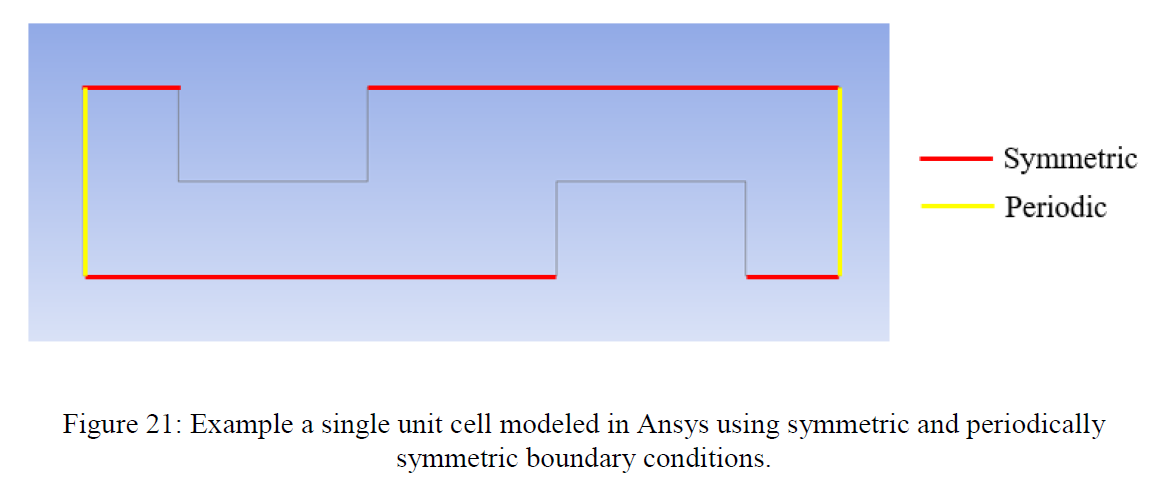 Symmetric
Periodic
Figure 21: Example a single unit cell modeled in Ansys using symmetric and periodically
symmetric boundary conditions.